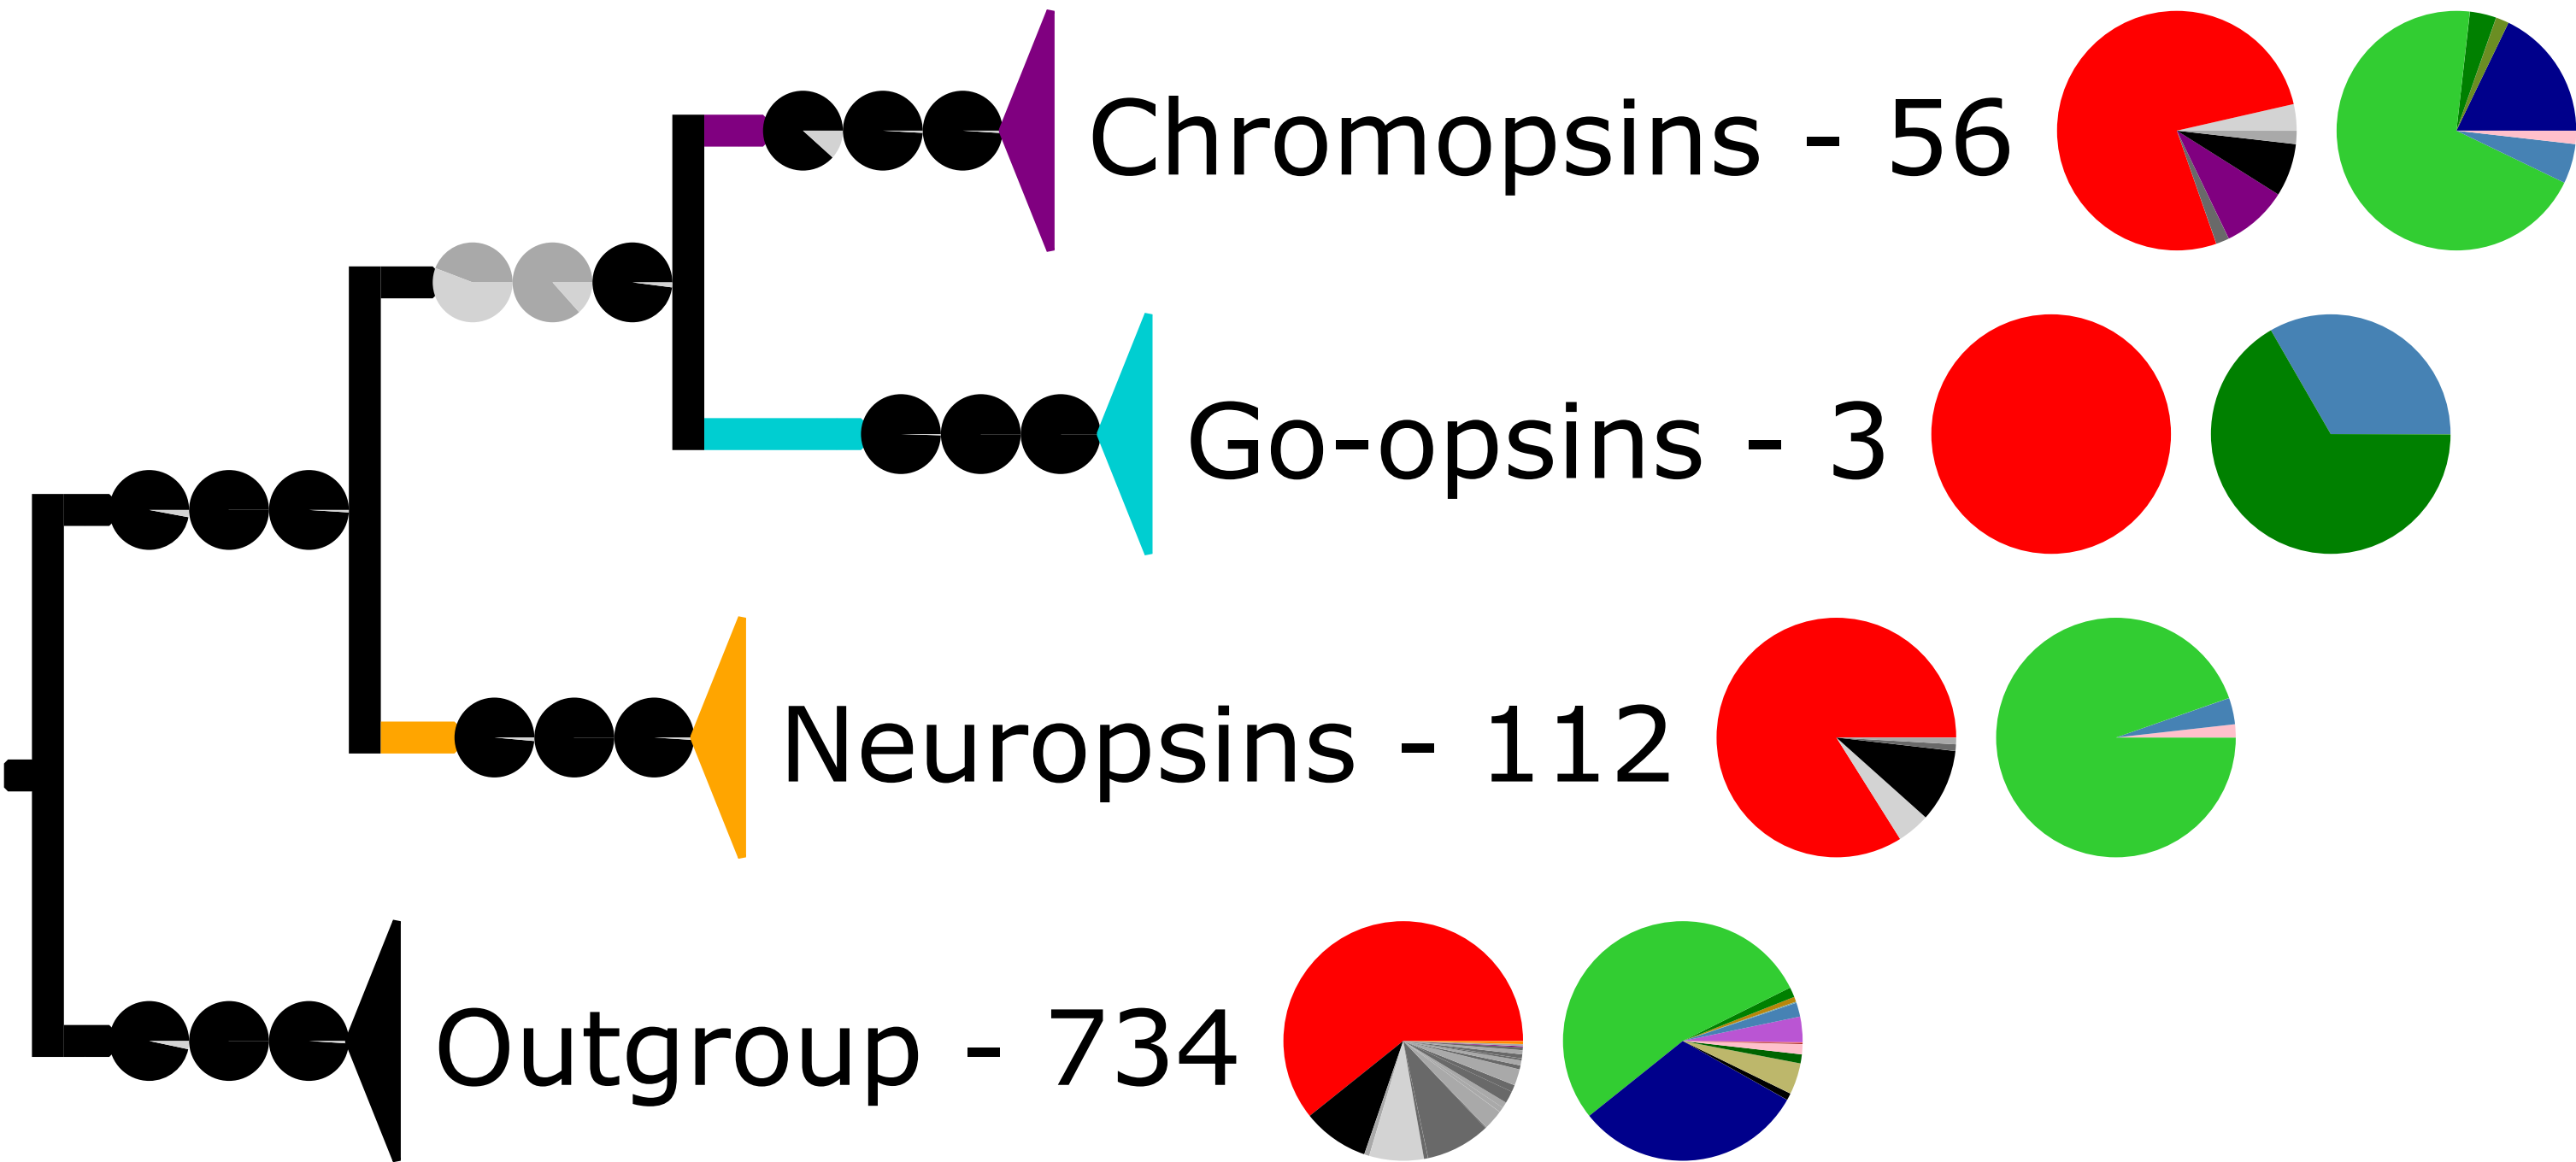 Chromopsins - 56
Go-opsins - 3
Neuropsins - 112
Outgroup - 734